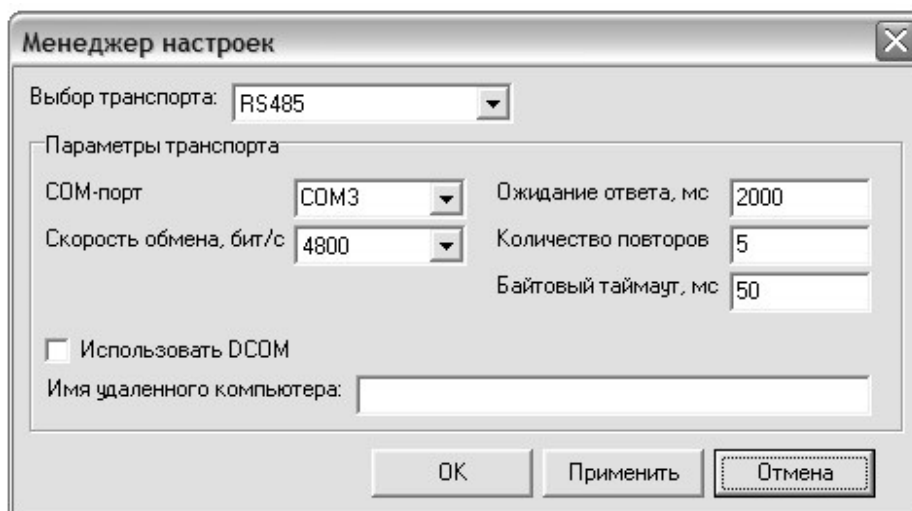 Менеджер настроек
Выбор транспорта: RS485
Параметры транспорта
COM-порт COM3 Ожидание ответа, мс 2000
Скорость обмена, бит/с 4800 Количество повторов 5
Байтовый таймаут, мс 50
Использовать DCOM
Имя удаленного компьютера:
OK Применить Отмена